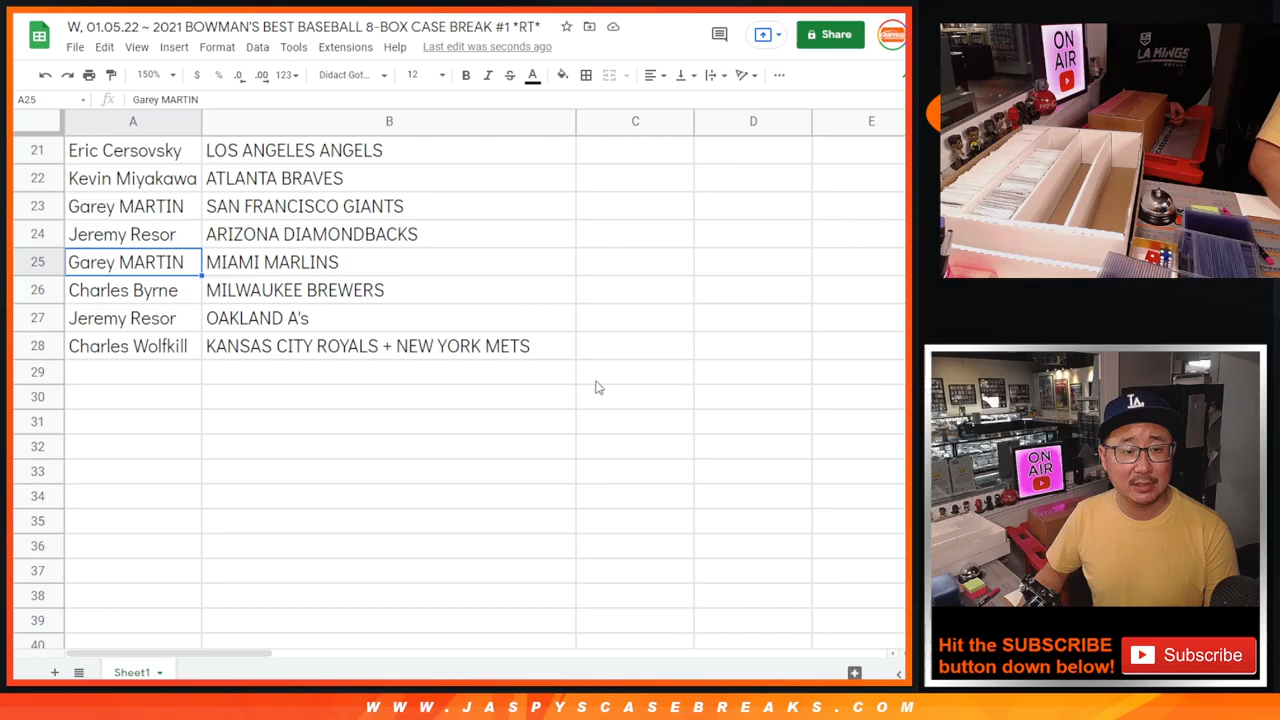 W, 01.05.22 ~ 2021 BOWMAN'S BEST BASEBALL 8-BOX CASE BREAK #1 *RT*
File Edit View Insert Format Data Tools Extensions Help Last edit was seconds ago
Share
150% $ % .0 .00 123 Didact Got... 12 B I S A
A25 fx Garey MARTIN
A B C D E
21 Eric Cersovsky LOS ANGELES ANGELS
22 Kevin Miyakawa ATLANTA BRAVES
23 Garey MARTIN SAN FRANCISCO GIANTS
24 Jeremy Resor ARIZONA DIAMONDBACKS
25 Garey MARTIN MIAMI MARLINS
26 Charles Byrne MILWAUKEE BREWERS
27 Jeremy Resor OAKLAND A's
28 Charles Wolfkill KANSAS CITY ROYALS + NEW YORK METS
29
30
31
32
33
34
35
36
37
38
39
40
Sheet1
ON
AIR
LA KINGS
LA
ON
AIR
Hit the SUBSCRIBE
button down below!
Subscribe
WWW.JASPYSCASEBREAKS.COM